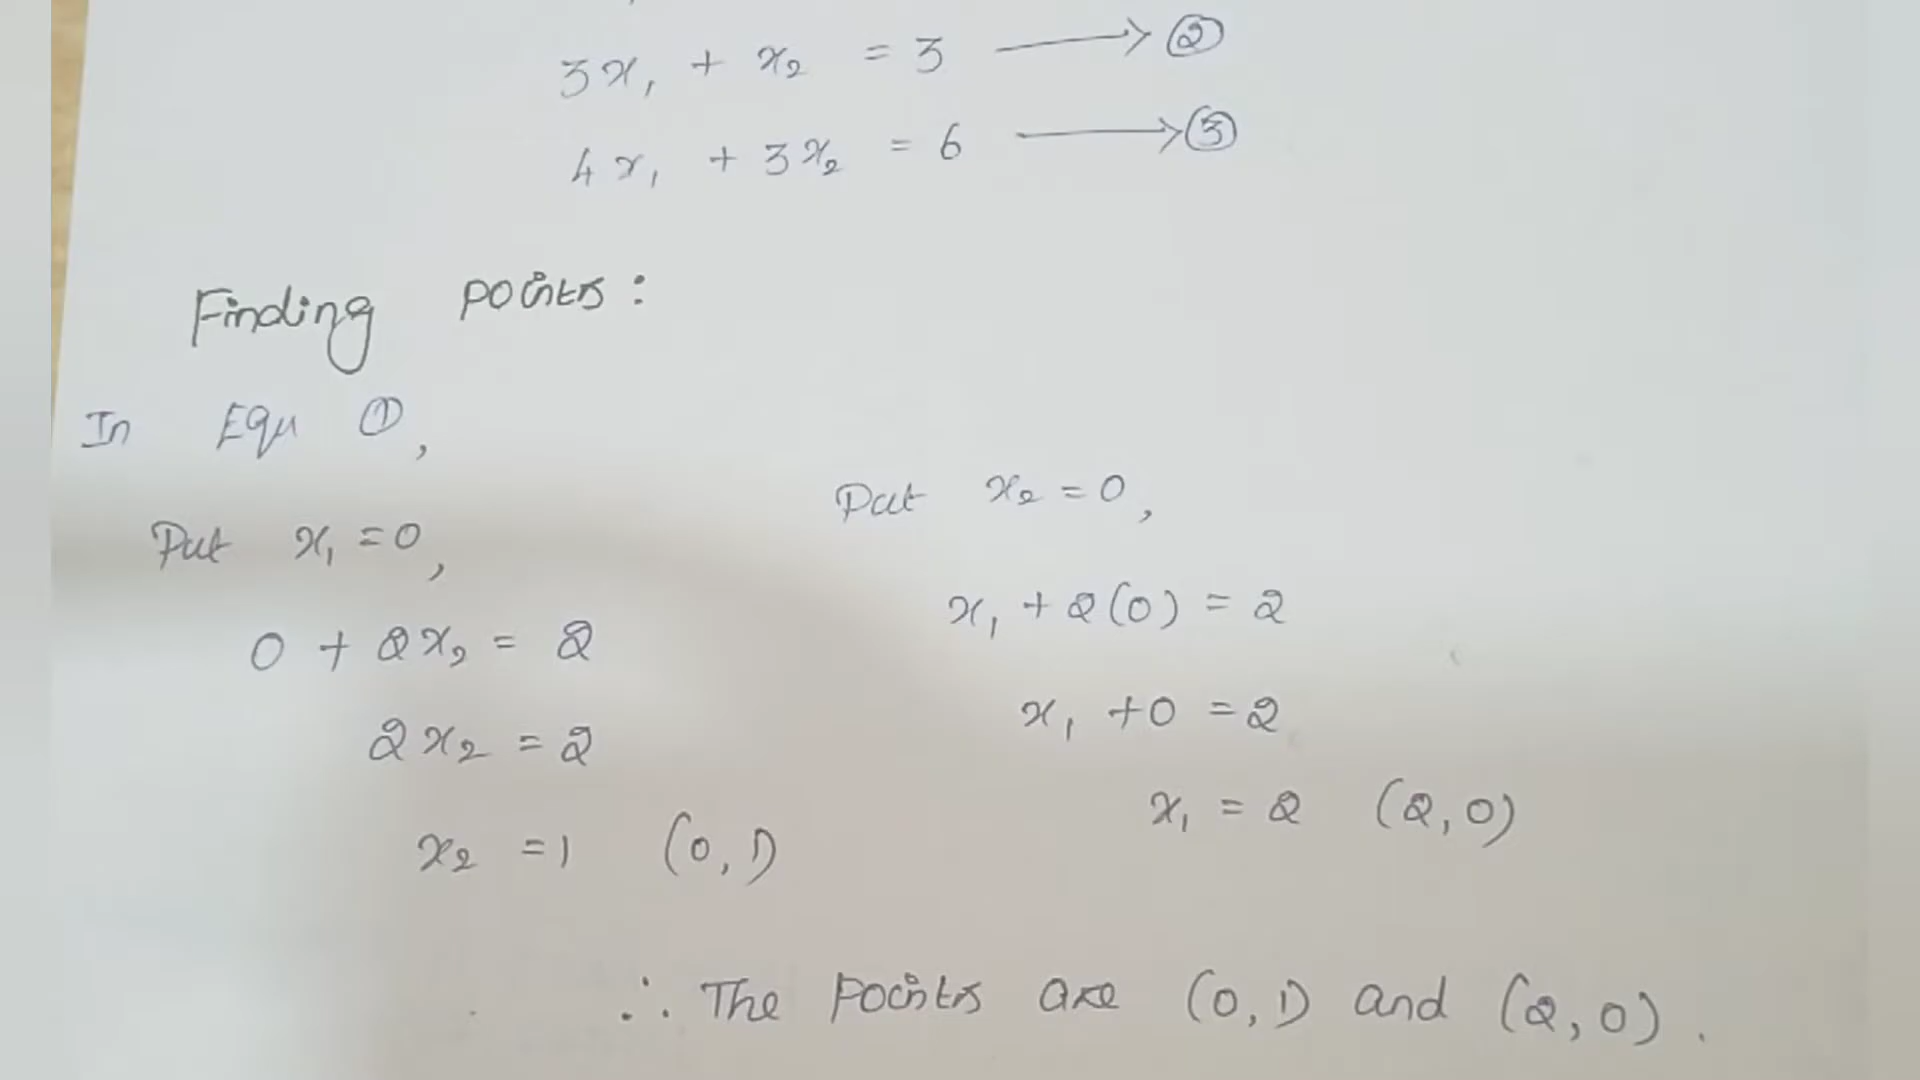 3x₁ + x₂ = 3 ⟶ ②
4x₁ + 3x₂ = 6 ⟶ ③
Finding points :
In Equ ①,
Put x₁ = 0,
0 + 2x₂ = 2
2x₂ = 2
x₂ = 1 (0,1)
Put x₂ = 0,
x₁ + 2(0) = 2
x₁ + 0 = 2
x₁ = 2 (2,0)
∴ The points are (0,1) and (2,0).